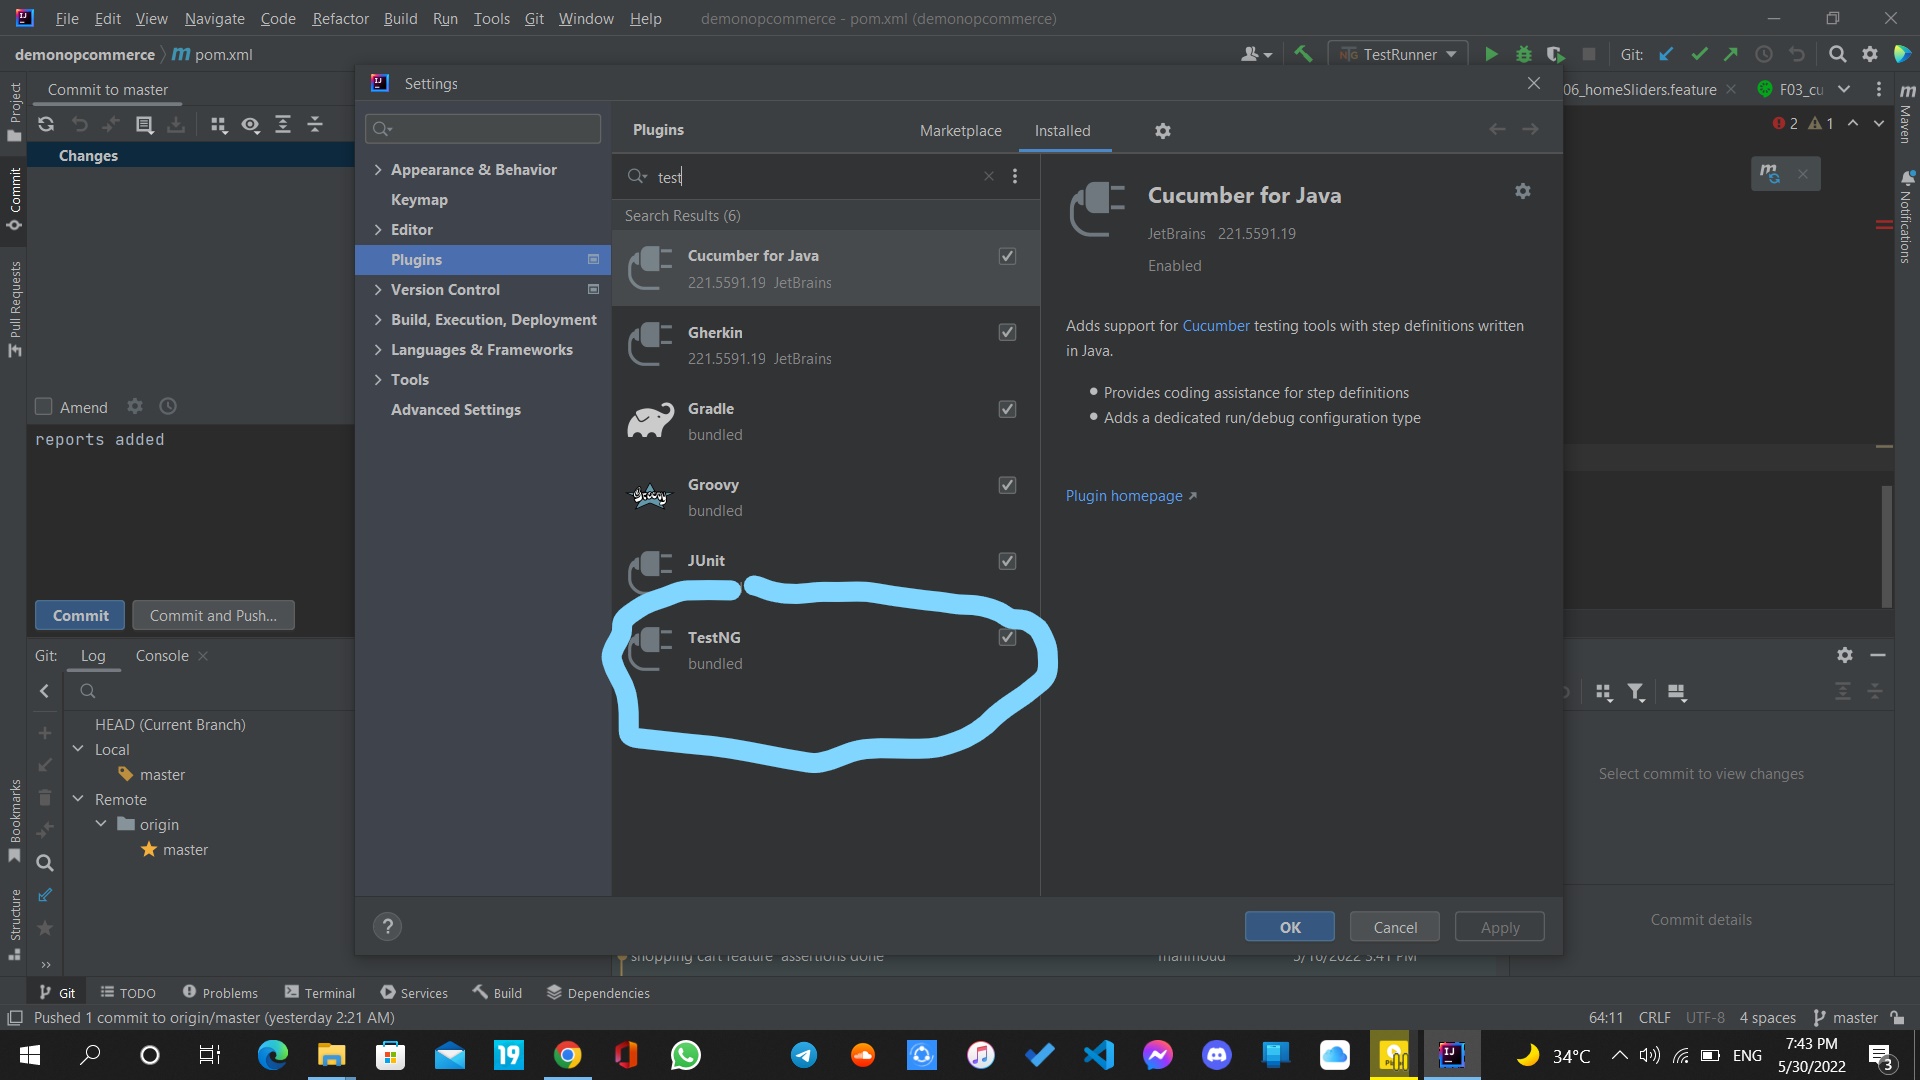 File Edit View Navigate Code Refactor Build Run Tools Git Window Help demonopcommerce - pom.xml (demonopcommerce)
demonopcommerce pom.xml TestRunner Git:
Commit to master
Settings
06_homeSliders.feature F03_cu
2 1
Project
Commit
Pull Requests
Bookmarks
Structure
Maven
Notifications
Changes
Amend
reports added
Commit Commit and Push...
Git: Log Console
HEAD (Current Branch)
Local
master
Remote
origin
master
Appearance & Behavior
Keymap
Editor
Plugins
Version Control
Build, Execution, Deployment
Languages & Frameworks
Tools
Advanced Settings
Plugins Marketplace Installed
test
Search Results (6)
Cucumber for Java
221.5591.19 JetBrains
Gherkin
221.5591.19 JetBrains
Gradle
bundled
Groovy
bundled
JUnit
TestNG
bundled
Cucumber for Java
JetBrains 221.5591.19
Enabled
Adds support for Cucumber testing tools with step definitions written
in Java.
Provides coding assistance for step definitions
Adds a dedicated run/debug configuration type
Plugin homepage
?
OK Cancel Apply
Select commit to view changes
Commit details
shopping cart feature assertions done mahmoud 5/16/2022 3:41 PM
Git TODO Problems Terminal Services Build Dependencies
Pushed 1 commit to origin/master (yesterday 2:21 AM) 64:11 CRLF UTF-8 4 spaces master
19
34°C ENG 7:43 PM
5/30/2022 3